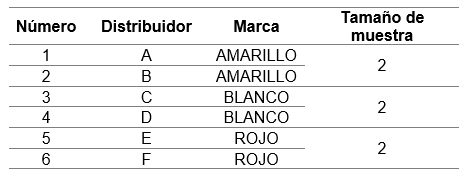 Número Distribuidor Marca Tamaño de muestra
1 A AMARILLO 2
2 B AMARILLO
3 C BLANCO 2
4 D BLANCO
5 E ROJO 2
6 F ROJO